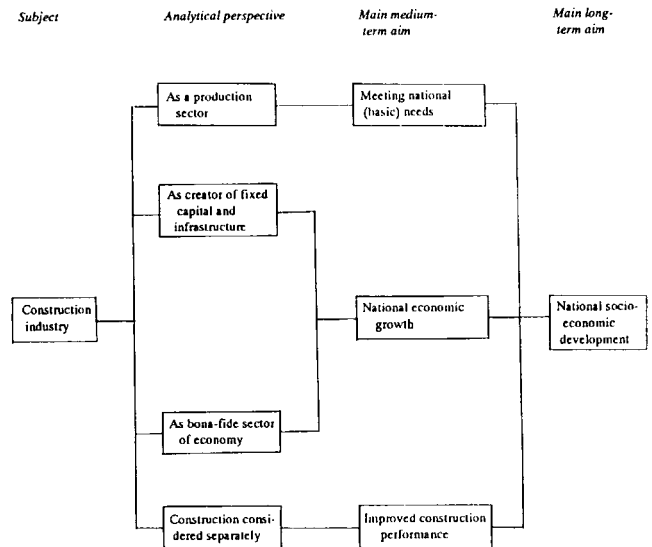 Subject
Analytical perspective
Main medium-
term aim
Main long-
term aim
As a production
sector
Meeting national
(basic) needs
As creator of fixed
capital and
infrastructure
Construction
industry
National economic
growth
National socio-
economic
development
As bona-fide sector
of economy
Construction consi-
dered separately
Improved construction
performance